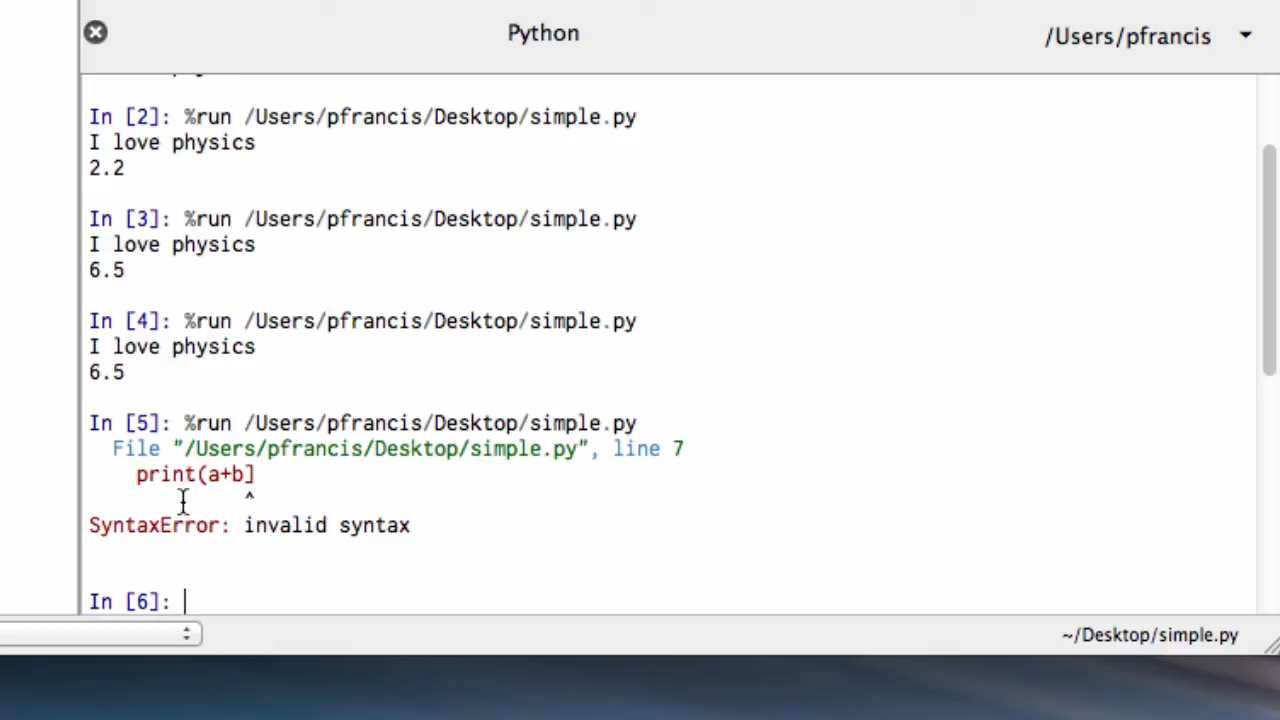 Python
/Users/pfrancis
In [2]: %run /Users/pfrancis/Desktop/simple.py
I love physics
2.2
In [3]: %run /Users/pfrancis/Desktop/simple.py
I love physics
6.5
In [4]: %run /Users/pfrancis/Desktop/simple.py
I love physics
6.5
In [5]: %run /Users/pfrancis/Desktop/simple.py
File "/Users/pfrancis/Desktop/simple.py", line 7
print(a+b]
^
SyntaxError: invalid syntax
In [6]:
~/Desktop/simple.py